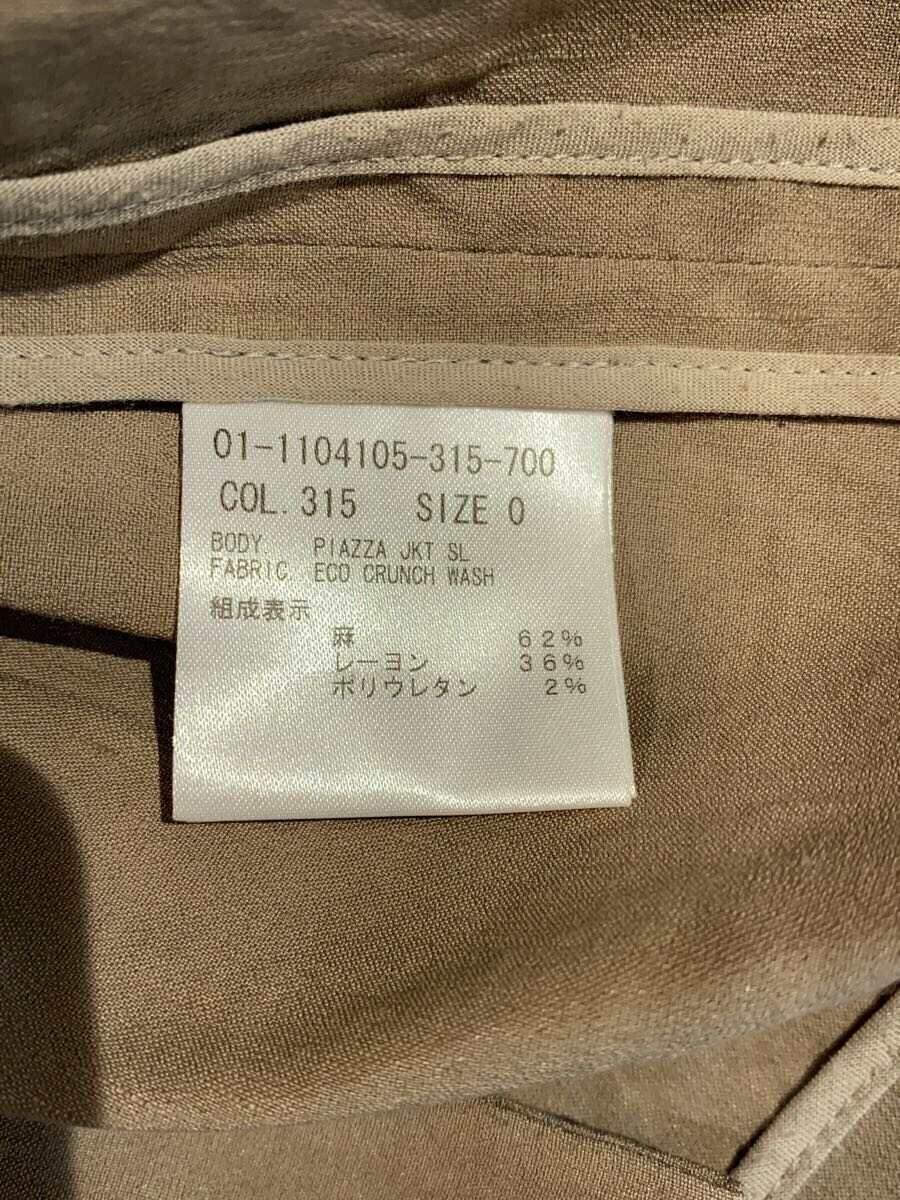 01-1104105-315-700
COL. 315 SIZE 0
BODY. PIAZZA JKT SL
FABRIC ECO CRUNCH WASH
組成表示
麻 62%
レーヨン 36%
ポリウレタン 2%